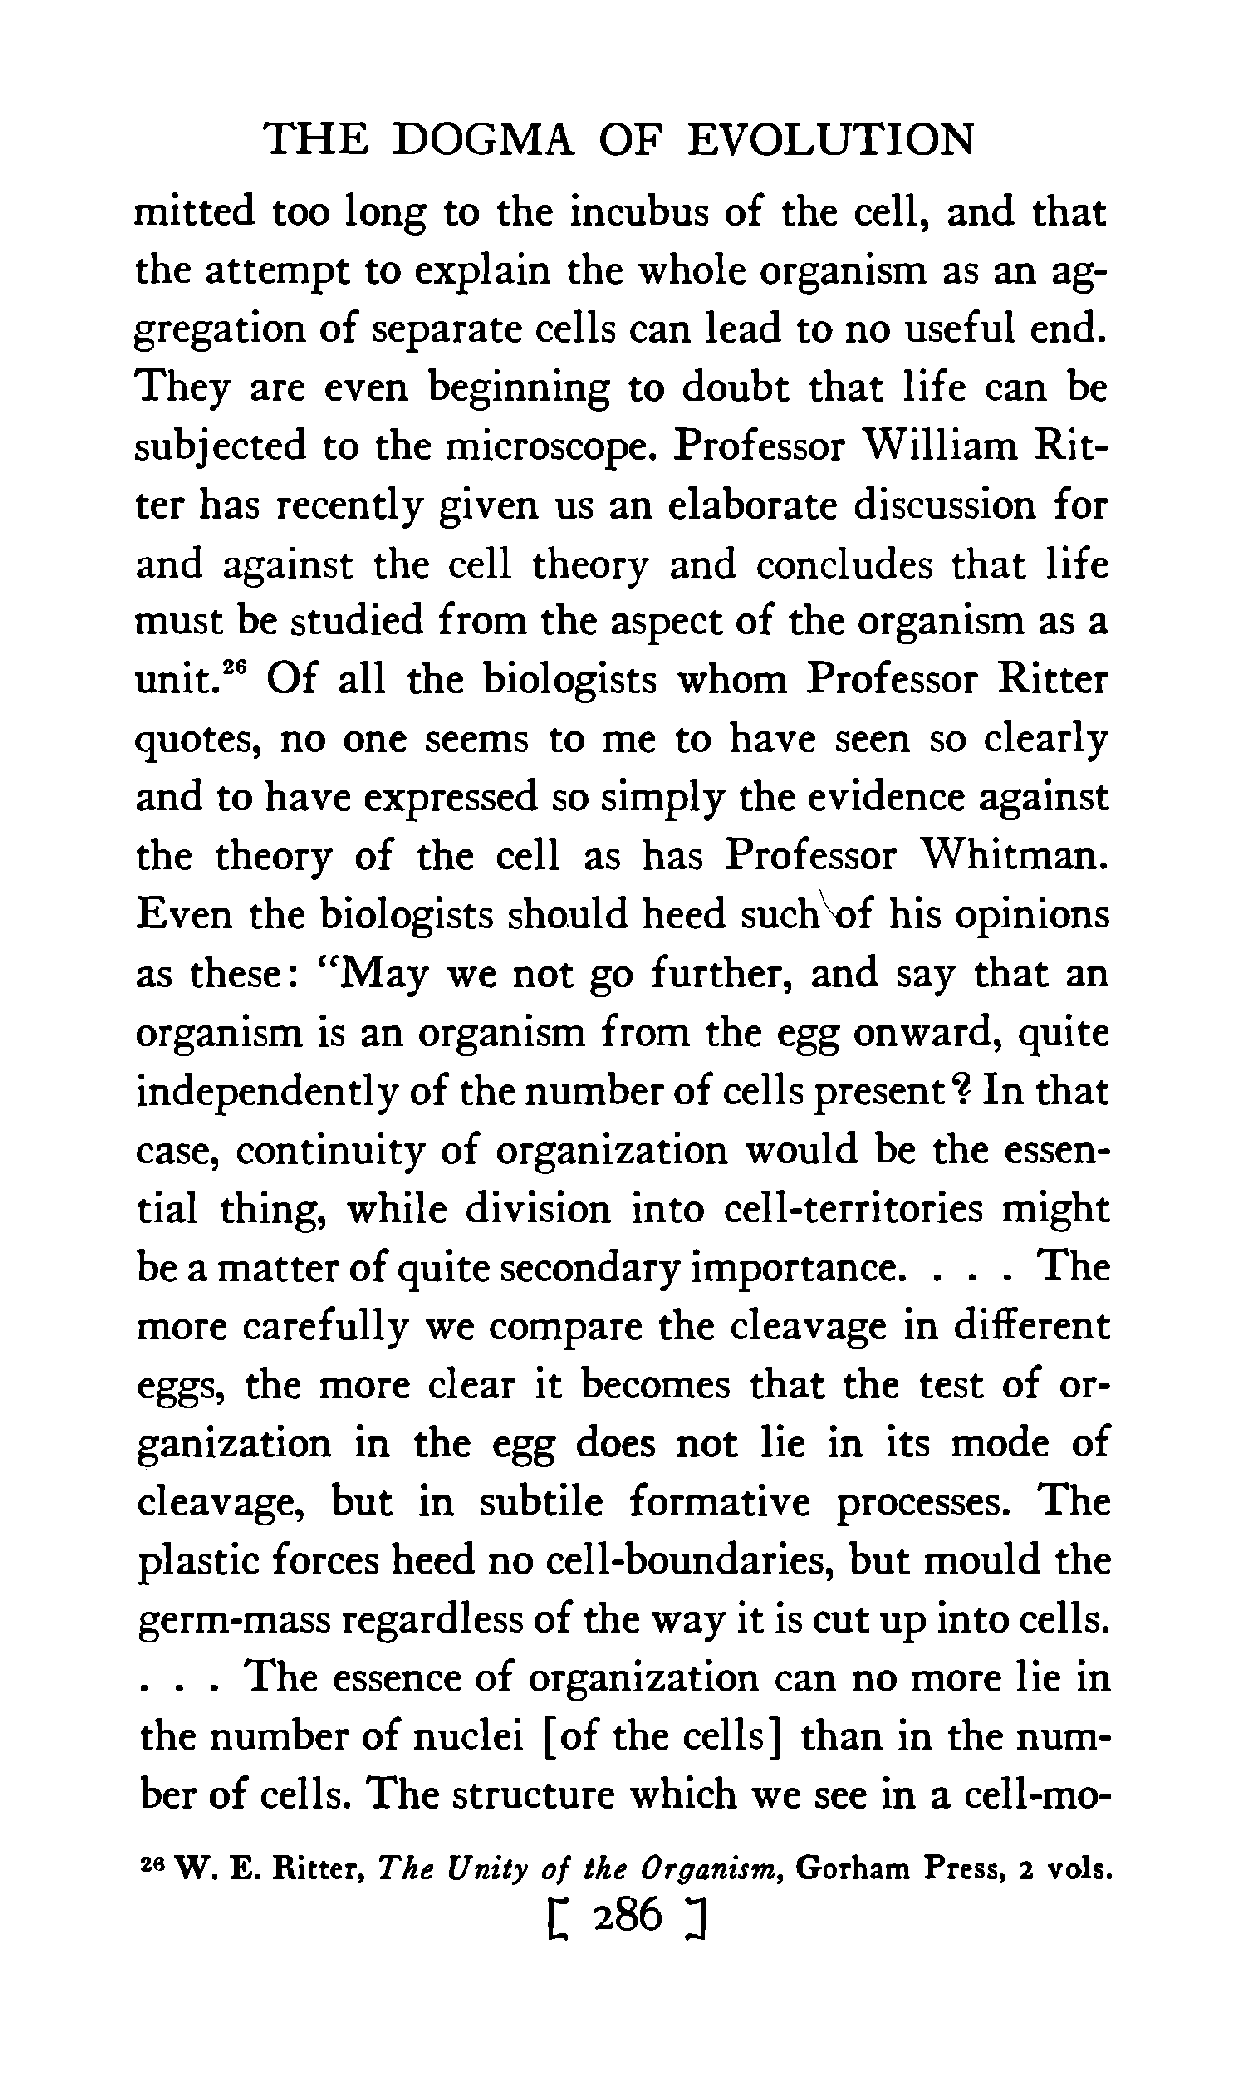 THE DOGMA OF EVOLUTION
mitted too long to the incubus of the cell, and that
the attempt to explain the whole organism as an ag-
gregation of separate cells can lead to no useful end.
They are even beginning to doubt that life can be
subjected to the microscope. Professor William Rit-
ter has recently given us an elaborate discussion for
and against the cell theory and concludes that life
must be studied from the aspect of the organism as a
unit.²⁶ Of all the biologists whom Professor Ritter
quotes, no one seems to me to have seen so clearly
and to have expressed so simply the evidence against
the theory of the cell as has Professor Whitman.
Even the biologists should heed such of his opinions
as these: "May we not go further, and say that an
organism is an organism from the egg onward, quite
independently of the number of cells present? In that
case, continuity of organization would be the essen-
tial thing, while division into cell-territories might
be a matter of quite secondary importance. . . . The
more carefully we compare the cleavage in different
eggs, the more clear it becomes that the test of or-
ganization in the egg does not lie in its mode of
cleavage, but in subtile formative processes. The
plastic forces heed no cell-boundaries, but mould the
germ-mass regardless of the way it is cut up into cells.
. . . The essence of organization can no more lie in
the number of nuclei [of the cells] than in the num-
ber of cells. The structure which we see in a cell-mo-
²⁶ W. E. Ritter, The Unity of the Organism, Gorham Press, 2 vols.
[ 286 ]